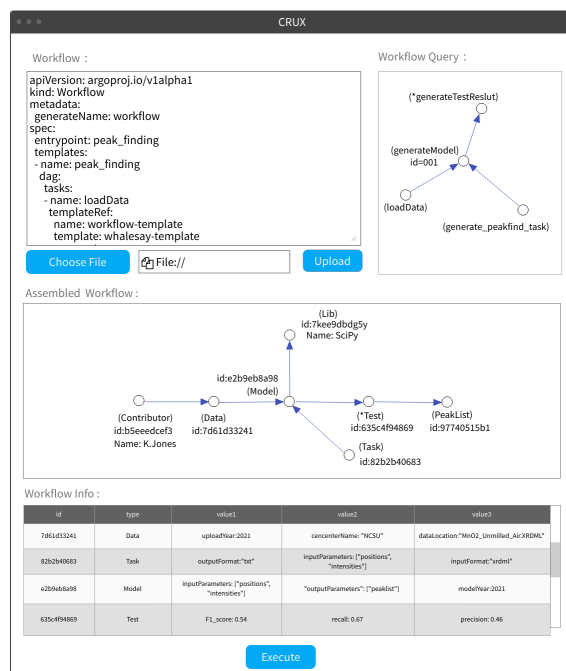 CRUX
Workflow :
apiVersion: argoproj.io/v1alpha1
kind: Workflow
metadata:
generateName: workflow
spec:
entrypoint: peak_finding
templates:
- name: peak_finding
dag:
tasks:
- name: loadData
templateRef:
name: workflow-template
template: whalesay-template
Choose File
File://
Upload
Workflow Query :
(*generateTestReslut)
(generateModel)
id=001
(loadData)
(generate_peakfind_task)
Assembled Workflow :
(Lib)
id:7kee9dbdg5y
Name: SciPy
id:e2b9eb8a98
(Model)
(Contributor)
id:b5eeedcef3
Name: K.Jones
(Data)
id:7d61d33241
(*Test)
id:635c4f94869
(PeakList)
id:97740515b1
(Task)
id:82b2b40683
Workflow Info :
id type value1 value2 value3
7d61d33241 Data uploadYear:2021 cencenterName: "NCSU" dataLocation:"MnO2_Unmilled_Air.XRDML"
82b2b40683 Task outputFormat:"txt" inputParameters: ["positions", "intensities"] inputFormat:"xrdml"
e2b9eb8a98 Model inputParameters: ["positions", "intensities"] "outputParameters": ["peaklist"] modelYear:2021
635c4f94869 Test F1_score: 0.54 recall: 0.67 precision: 0.46
Execute